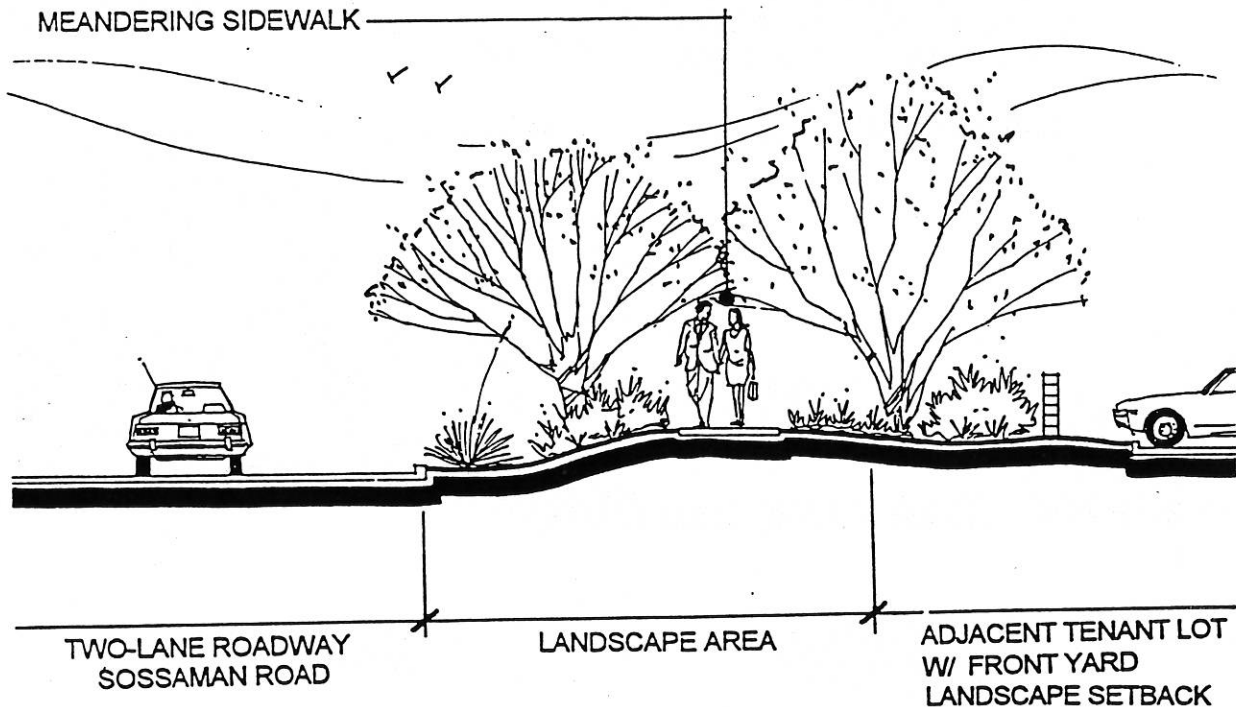 MEANDERING SIDEWALK
TWO-LANE ROADWAY
SOSSAMAN ROAD
LANDSCAPE AREA
ADJACENT TENANT LOT
W/ FRONT YARD
LANDSCAPE SETBACK